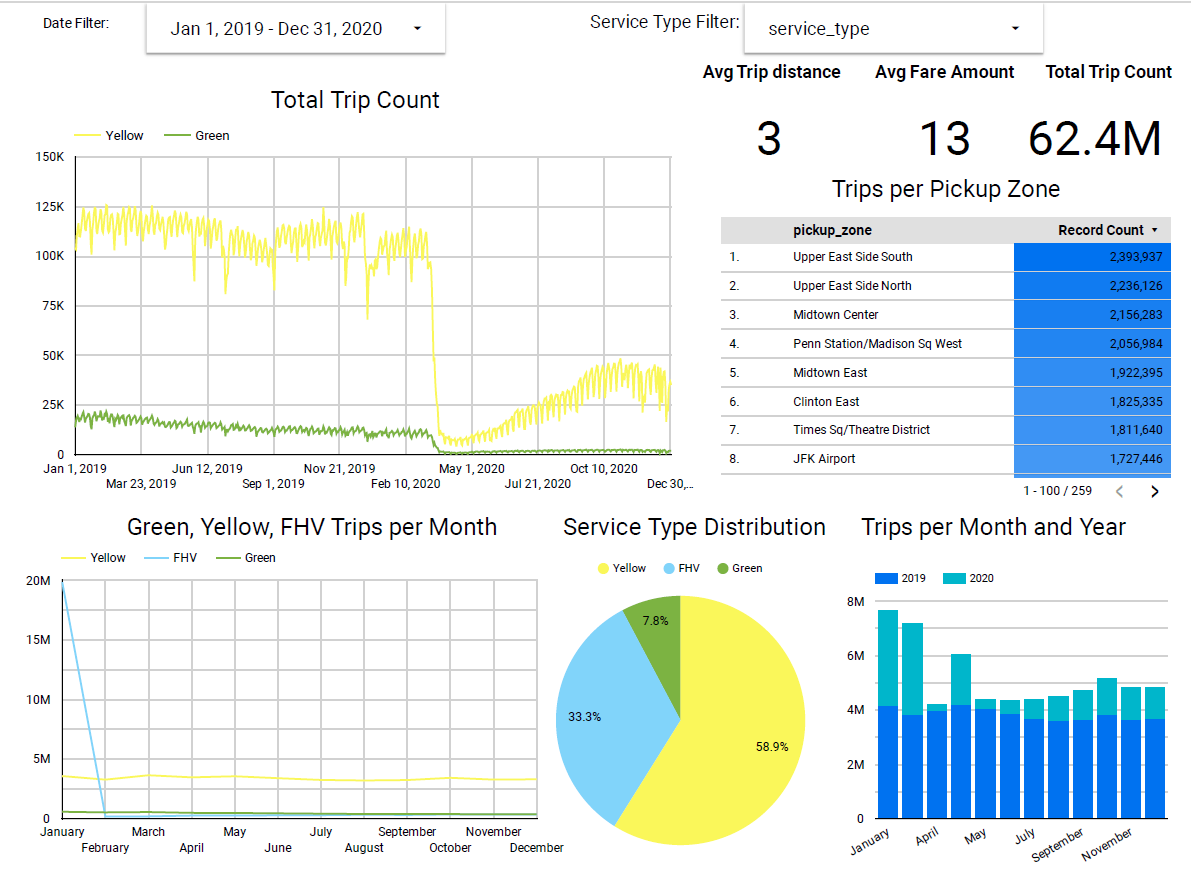 Date Filter:
Jan 1, 2019 - Dec 31, 2020
Service Type Filter:
service_type
Avg Trip distance
Avg Fare Amount
Total Trip Count
3
13
62.4M
Total Trip Count
Yellow
Green
150K
125K
100K
75K
50K
25K
0
Jan 1, 2019
Mar 23, 2019
Jun 12, 2019
Sep 1, 2019
Nov 21, 2019
Feb 10, 2020
May 1, 2020
Jul 21, 2020
Oct 10, 2020
Dec 30,…
Trips per Pickup Zone
pickup_zone Record Count
1. Upper East Side South 2,393,937
2. Upper East Side North 2,236,126
3. Midtown Center 2,156,283
4. Penn Station/Madison Sq West 2,056,984
5. Midtown East 1,922,395
6. Clinton East 1,825,335
7. Times Sq/Theatre District 1,811,640
8. JFK Airport 1,727,446
1 - 100 / 259
Green, Yellow, FHV Trips per Month
Yellow
FHV
Green
20M
15M
10M
5M
0
January
February
March
April
May
June
July
August
September
October
November
December
Service Type Distribution
Yellow
FHV
Green
7.8%
33.3%
58.9%
Trips per Month and Year
2019
2020
8M
6M
4M
2M
0
January
April
May
July
September
November